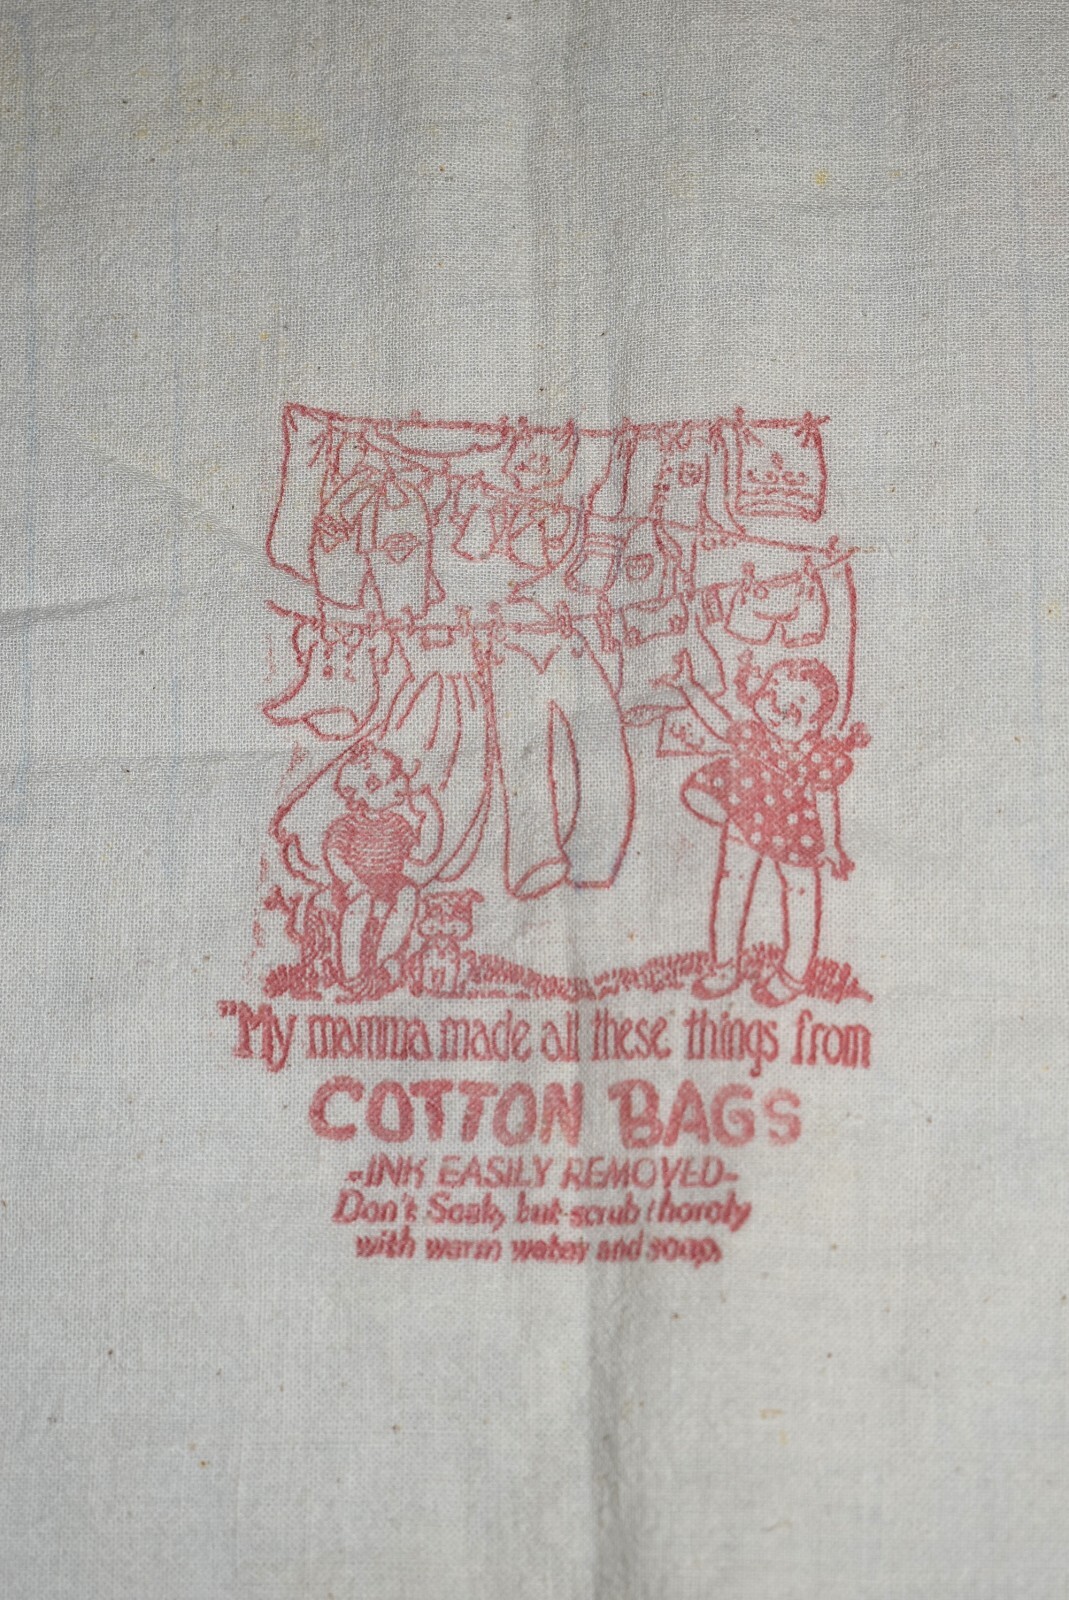 "My mamma made all these things from
COTTON BAGS
-INK EASILY REMOVED-
Don't Soak, but scrub thoroly
with warm water and soap.